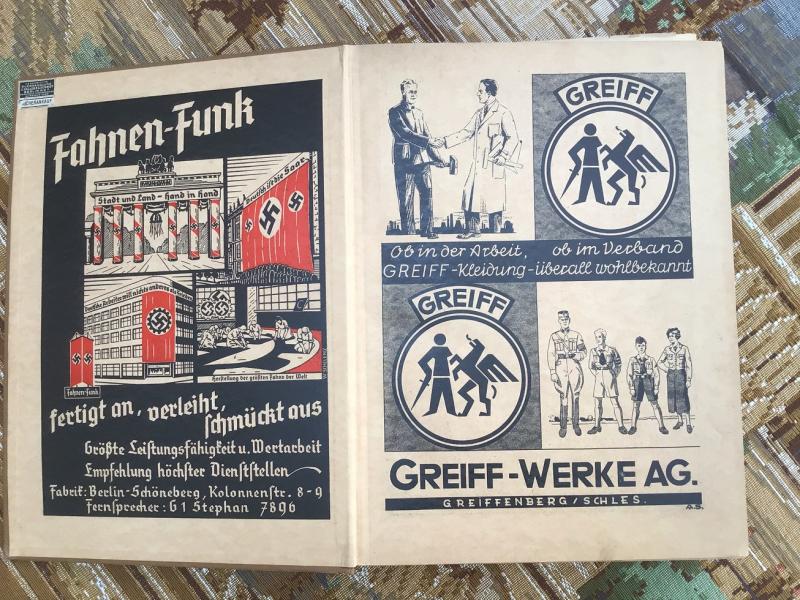 Fahnen-Funk
Stadt und Land - Hand in Hand
Deutsch ist die Saar
Fahnen-Funk
Herstellung der größten Fahne der Welt
fertigt an, verleiht,
schmückt aus
Größte Leistungsfähigkeit u. Wertarbeit
Empfehlung höchster Dienststellen
Fabrik: Berlin-Schöneberg, Kolonnenstr. 8-9
Fernsprecher: G1 Stephan 7896
GREIFF
Ob in der Arbeit, ob im Verband
GREIFF-Kleidung-überall wohlbekannt
GREIFF
GREIFF-WERKE AG.
GREIFFENBERG/SCHLES.
A.S.